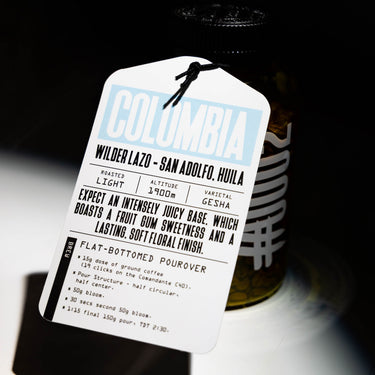 COLOMBIA
WILDER LAZO - SAN ADOLFO, HUILA
ROASTED
LIGHT
ALTITUDE
1900m
VARIETAL
GESHA
EXPECT AN INTENSELY JUICY BASE, WHICH
BOASTS A FRUIT GUM SWEETNESS AND A
LASTING, SOFT FLORAL FINISH.
BREW
FLAT-BOTTOMED POUROVER
• 15g dose of ground coffee
(19 clicks on the Comandante C40).
• Pour Structure - half circular,
half center.
• 50g bloom.
• 30 secs second 50g bloom.
• 1:15 final 150g pour, TDT 2:30.